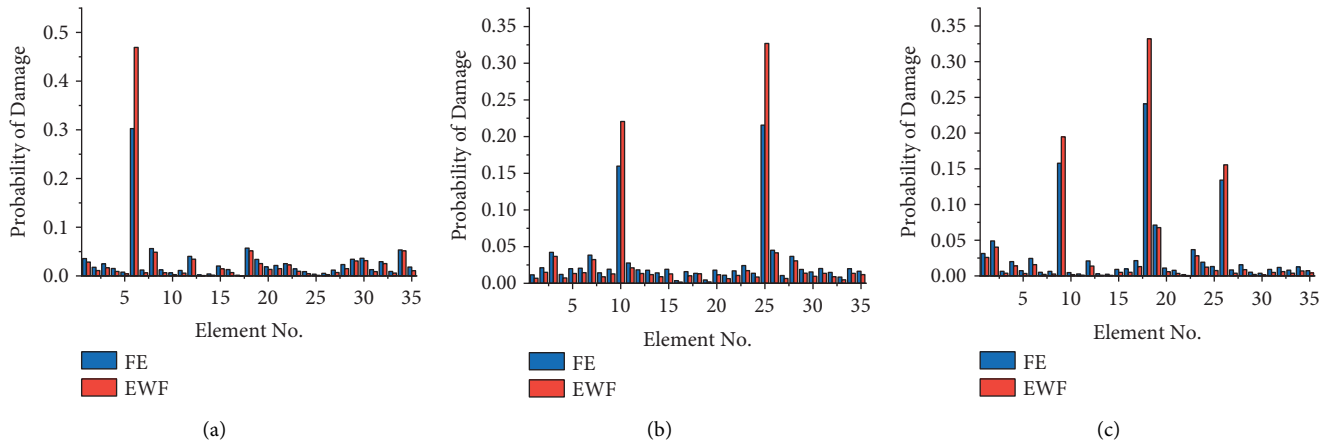 Probability of Damage
0.5
0.4
0.3
0.2
0.1
0.0
5 10 15 20 25 30 35
Element No.
FE
EWF
(a)
Probability of Damage
0.35
0.30
0.25
0.20
0.15
0.10
0.05
0.00
5 10 15 20 25 30 35
Element No.
FE
EWF
(b)
Probability of Damage
0.35
0.30
0.25
0.20
0.15
0.10
0.05
0.00
5 10 15 20 25 30 35
Element No.
FE
EWF
(c)